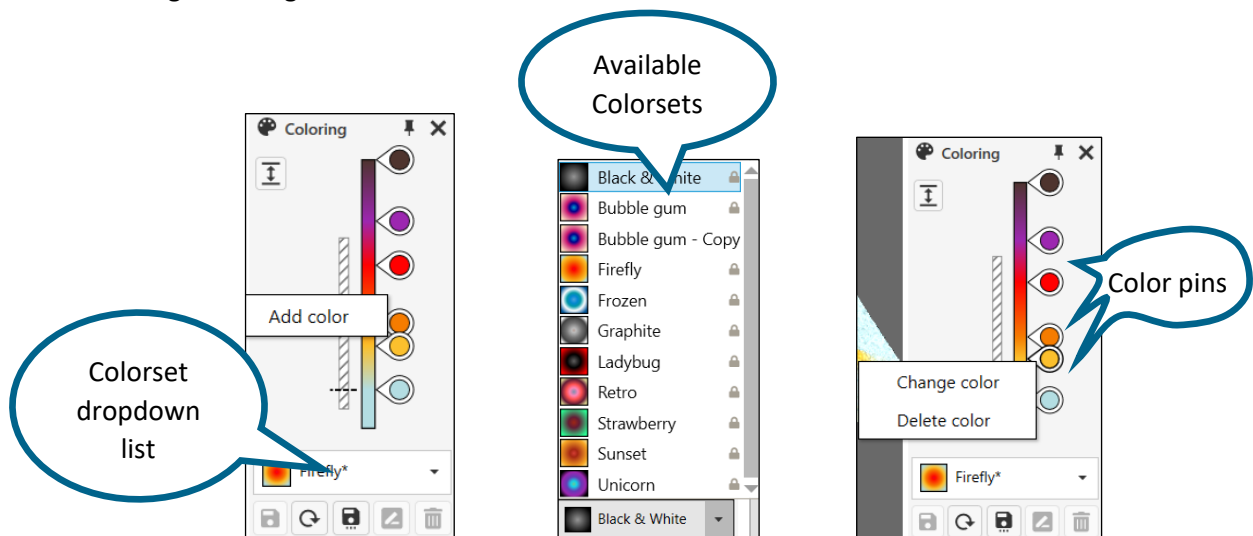 Available
Colorsets
Coloring
Add color
Colorset
dropdown
list
Firefly*
Black & White
Bubble gum
Bubble gum - Copy
Firefly
Frozen
Graphite
Ladybug
Retro
Strawberry
Sunset
Unicorn
Black & White
Coloring
Color pins
Change color
Delete color
Firefly*